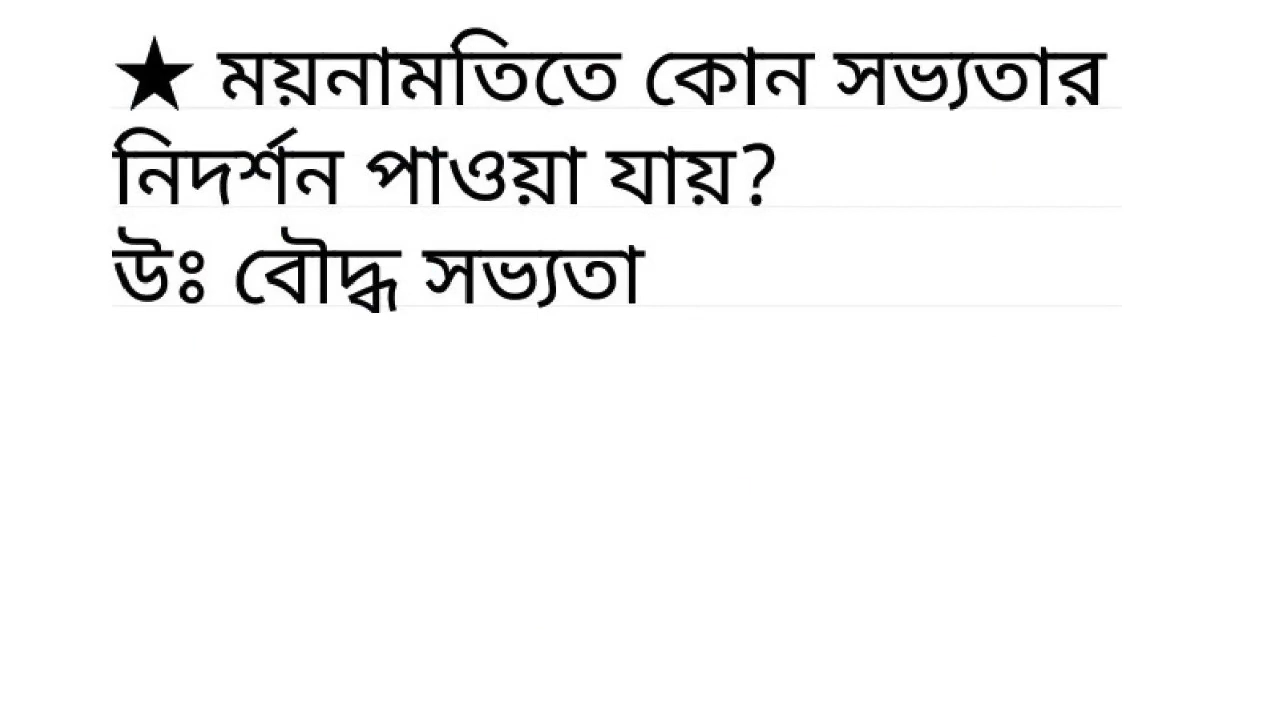 ★ ময়নামতিতে কোন সভ্যতার
নিদর্শন পাওয়া যায়?
উঃ বৌদ্ধ সভ্যতা